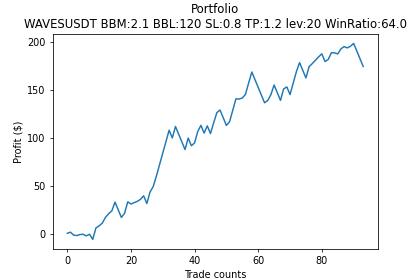 Portfolio
WAVESUSDT BBM:2.1 BBL:120 SL:0.8 TP:1.2 lev:20 WinRatio:64.0
200
150
100
50
0
Profit ($)
0 20 40 60 80
Trade counts